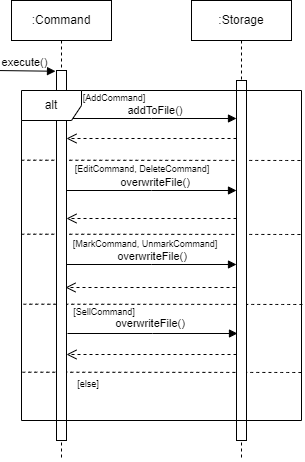 :Command
:Storage
execute()
alt
[AddCommand]
addToFile()
[EditCommand, DeleteCommand]
overwriteFile()
[MarkCommand, UnmarkCommand]
overwriteFile()
[SellCommand]
overwriteFile()
[else]